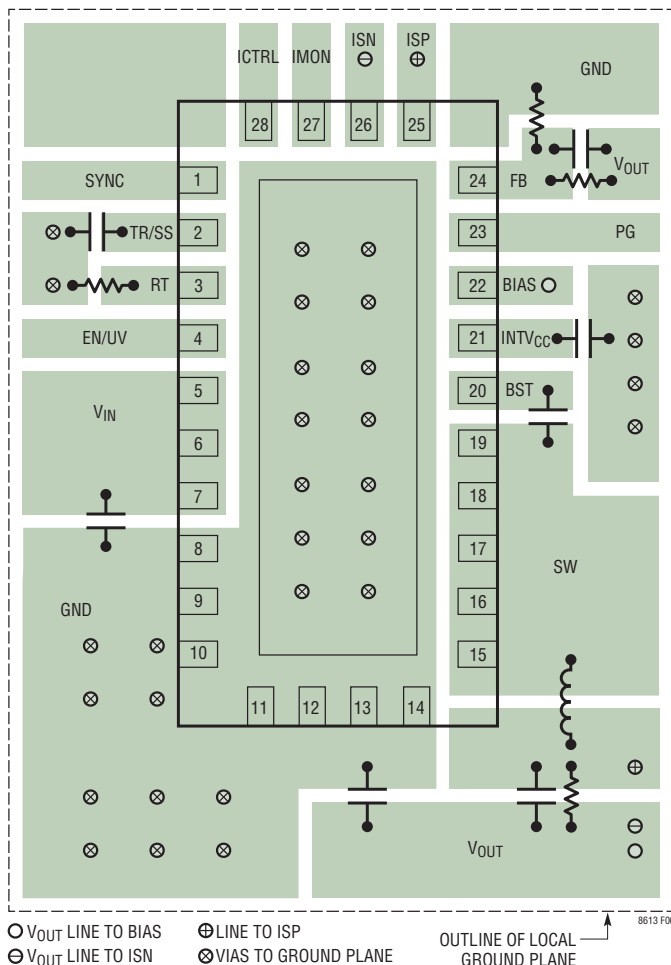 ISN ISP
ICTRL IMON
GND
28 27 26 25
SYNC 1 24 FB VOUT
TR/SS 2 23 PG
RT 3 22 BIAS
EN/UV 4 21 INTVCC
5 20 BST
VIN
6 19
7 18
8 17
SW
9 16
GND
10 15
11 12 13 14
VOUT
VOUT LINE TO BIAS
LINE TO ISP
VOUT LINE TO ISN
VIAS TO GROUND PLANE
OUTLINE OF LOCAL
GROUND PLANE